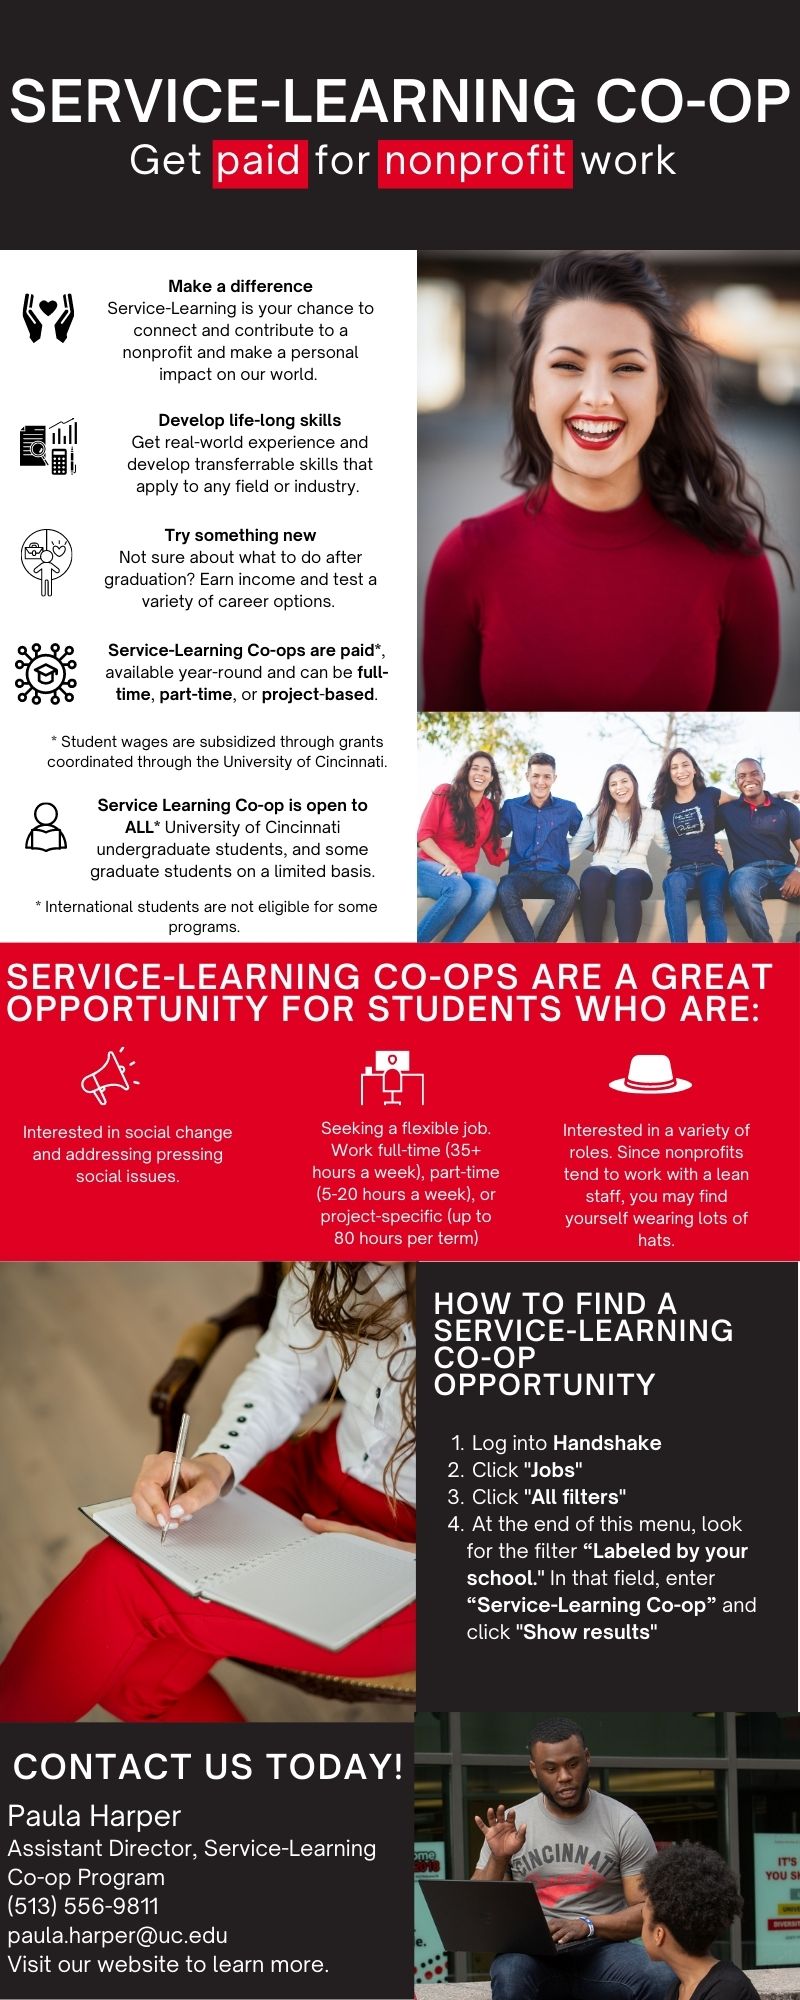 SERVICE-LEARNING CO-OP
Get paid for nonprofit work
Make a difference
Service-Learning is your chance to
connect and contribute to a
nonprofit and make a personal
impact on our world.
Develop life-long skills
Get real-world experience and
develop transferrable skills that
apply to any field or industry.
Try something new
Not sure about what to do after
graduation? Earn income and test a
variety of career options.
Service-Learning Co-ops are paid*,
available year-round and can be full-
time, part-time, or project-based.
* Student wages are subsidized through grants
coordinated through the University of Cincinnati.
Service Learning Co-op is open to
ALL* University of Cincinnati
undergraduate students, and some
graduate students on a limited basis.
* International students are not eligible for some
programs.
SERVICE-LEARNING CO-OPS ARE A GREAT
OPPORTUNITY FOR STUDENTS WHO ARE:
Interested in social change
and addressing pressing
social issues.
Seeking a flexible job.
Work full-time (35+
hours a week), part-time
(5-20 hours a week), or
project-specific (up to
80 hours per term)
Interested in a variety of
roles. Since nonprofits
tend to work with a lean
staff, you may find
yourself wearing lots of
hats.
HOW TO FIND A
SERVICE-LEARNING
CO-OP
OPPORTUNITY
1. Log into Handshake
2. Click "Jobs"
3. Click "All filters"
4. At the end of this menu, look
for the filter “Labeled by your
school." In that field, enter
“Service-Learning Co-op” and
click "Show results"
CONTACT US TODAY!
Paula Harper
Assistant Director, Service-Learning
Co-op Program
(513) 556-9811
paula.harper@uc.edu
Visit our website to learn more.
CINCINNATI
IT'S
YOU S